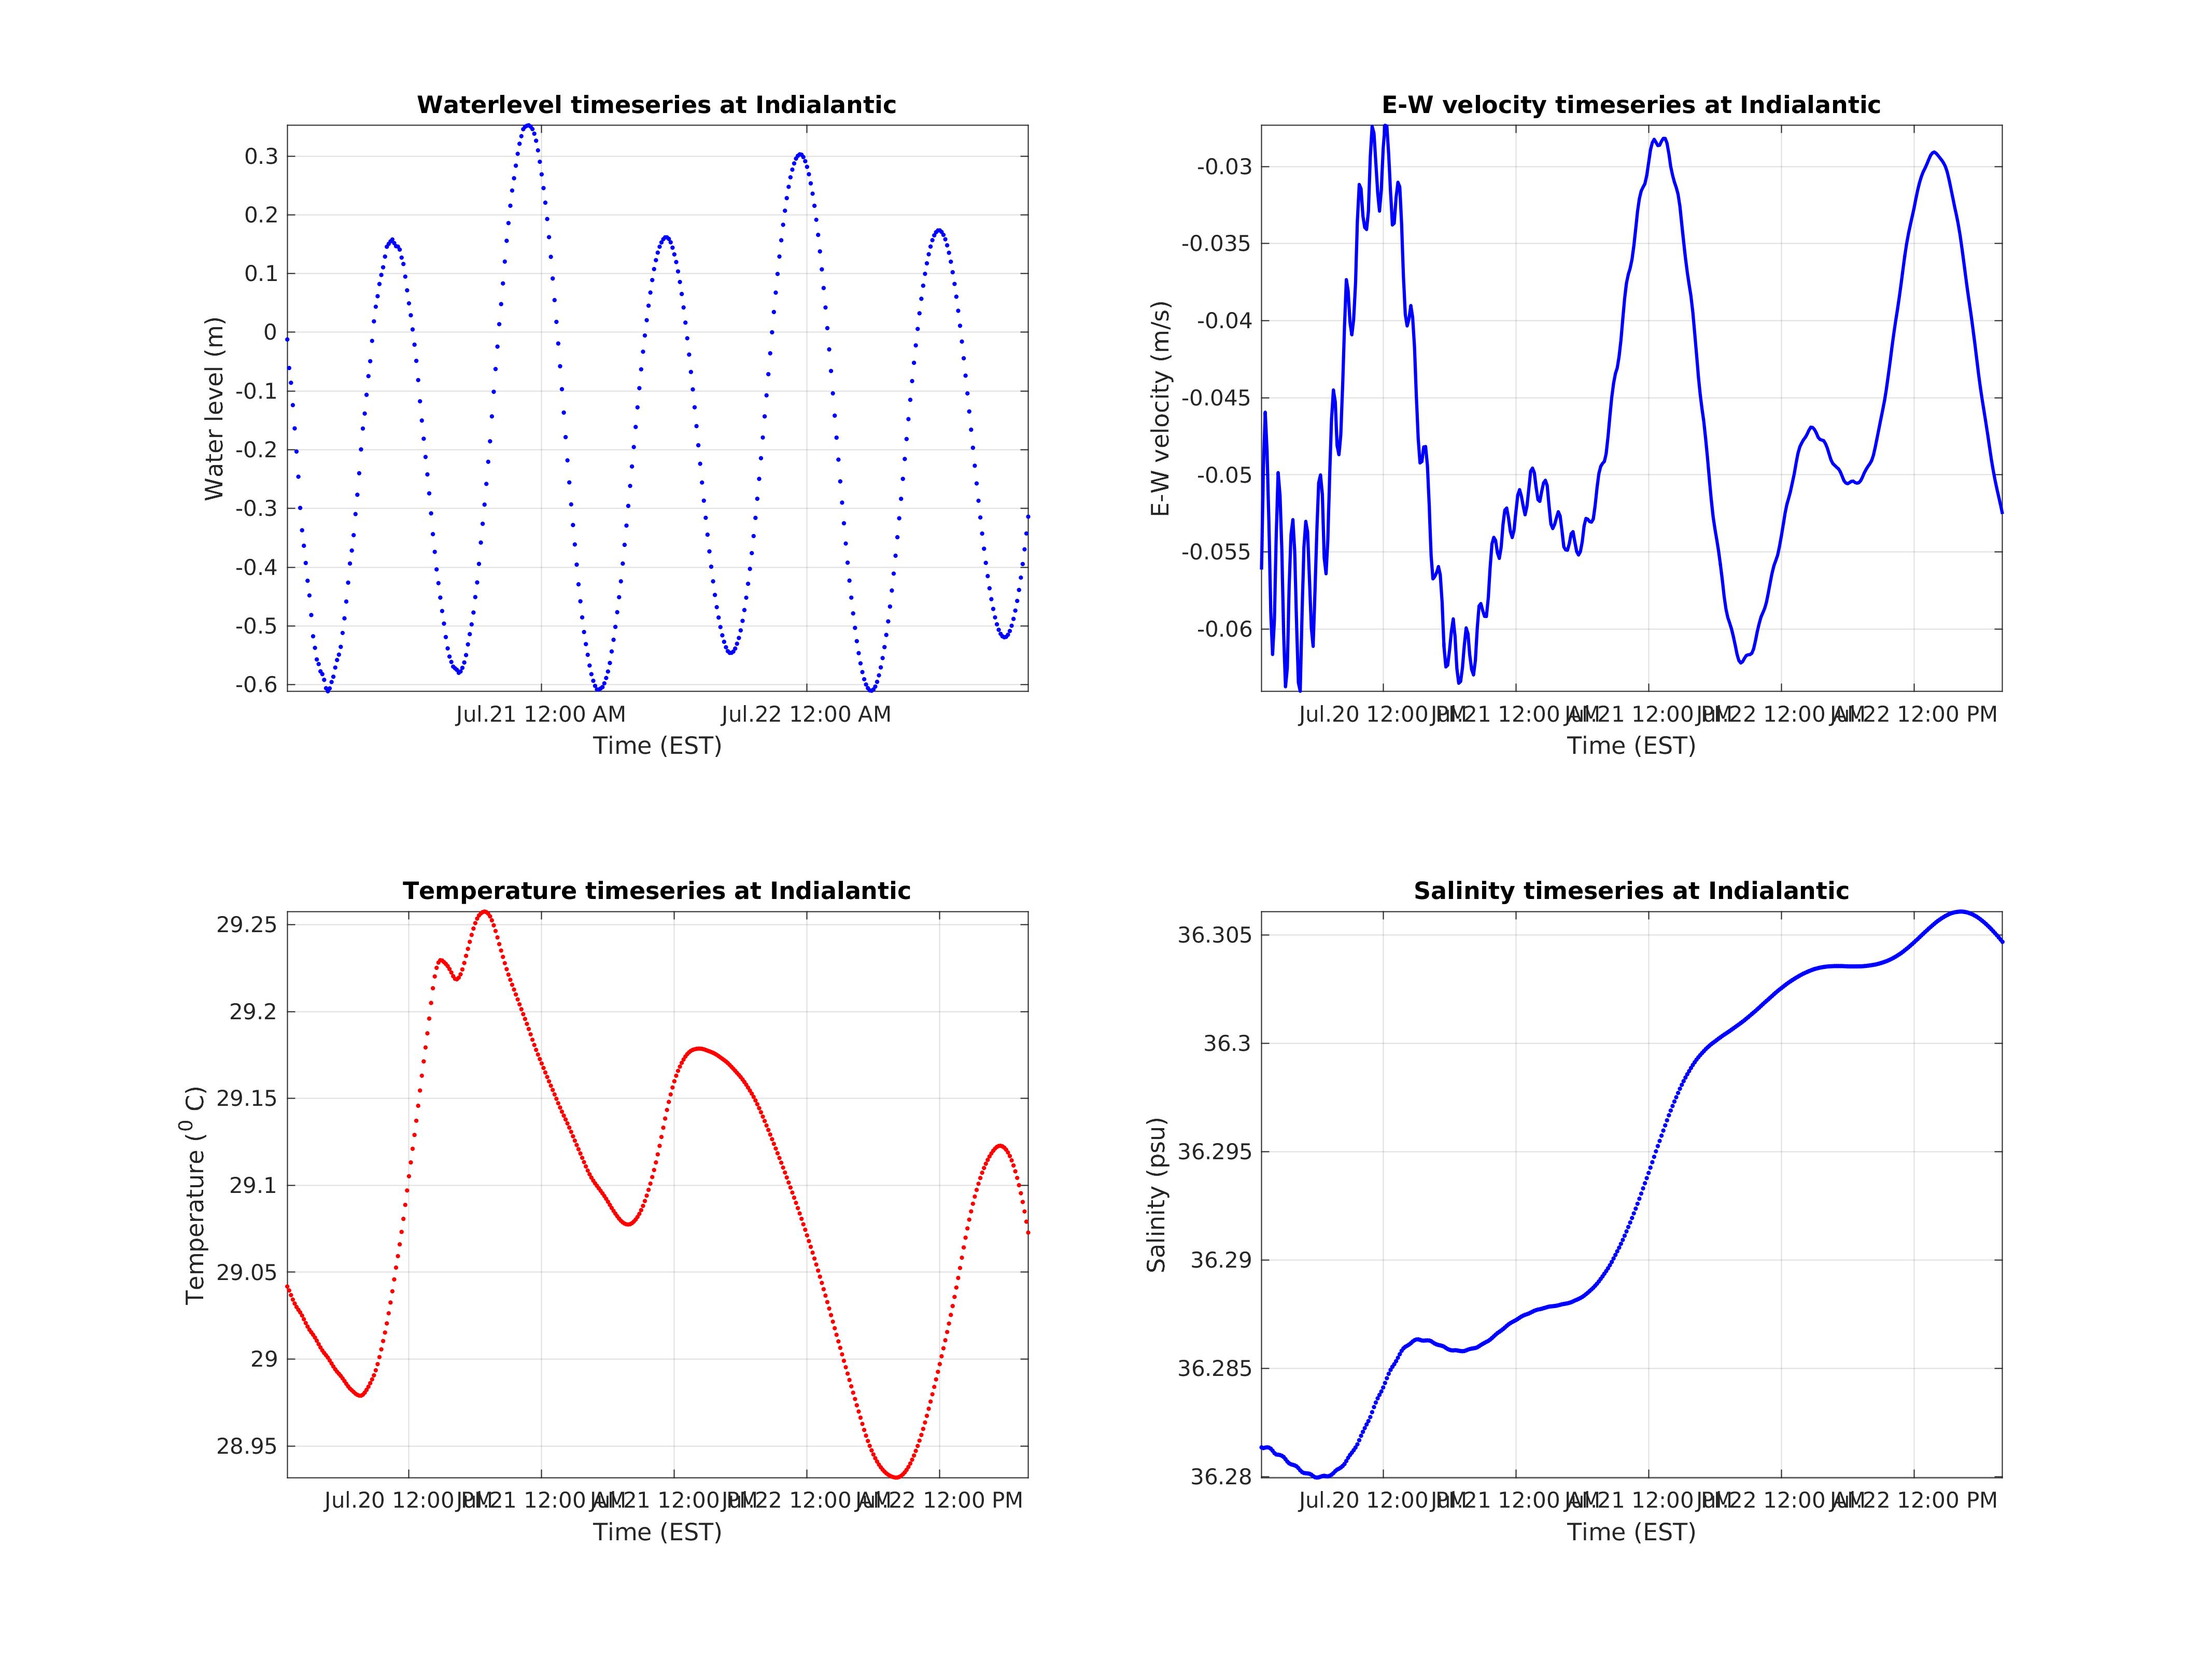 Waterlevel timeseries at Indialantic
0.3
0.2
0.1
0
-0.1
-0.2
-0.3
-0.4
-0.5
-0.6
Water level (m)
Jul.21 12:00 AM
Jul.22 12:00 AM
Time (EST)
E-W velocity timeseries at Indialantic
-0.03
-0.035
-0.04
-0.045
-0.05
-0.055
-0.06
E-W velocity (m/s)
Jul.20 12:00 PM
Jul.21 12:00 AM
Jul.21 12:00 PM
Jul.22 12:00 AM
Jul.22 12:00 PM
Time (EST)
Temperature timeseries at Indialantic
29.25
29.2
29.15
29.1
29.05
29
28.95
Temperature (⁰ C)
Jul.20 12:00 PM
Jul.21 12:00 AM
Jul.21 12:00 PM
Jul.22 12:00 AM
Jul.22 12:00 PM
Time (EST)
Salinity timeseries at Indialantic
36.305
36.3
36.295
36.29
36.285
36.28
Salinity (psu)
Jul.20 12:00 PM
Jul.21 12:00 AM
Jul.21 12:00 PM
Jul.22 12:00 AM
Jul.22 12:00 PM
Time (EST)